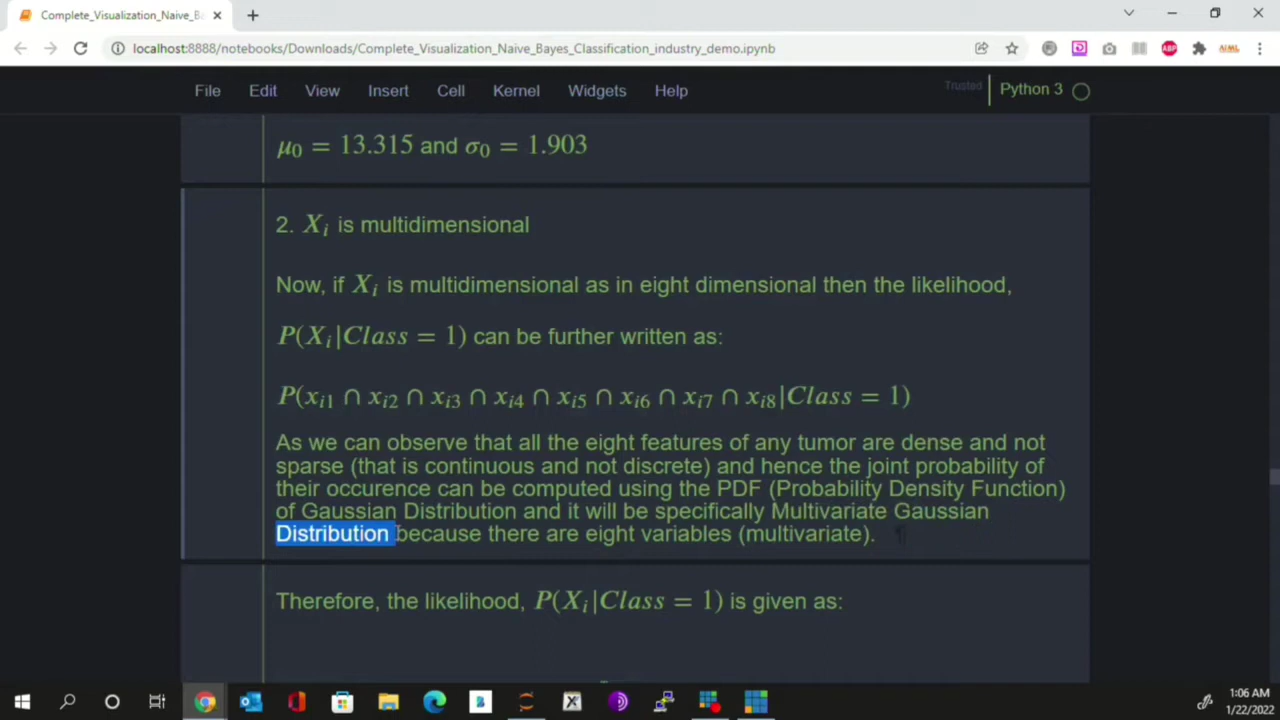 Complete_Visualization_Naive_Ba
localhost:8888/notebooks/Downloads/Complete_Visualization_Naive_Bayes_Classification_industry_demo.ipynb
ABP
AIML
File Edit View Insert Cell Kernel Widgets Help Trusted Python 3
μ0 = 13.315 and σ0 = 1.903
2. Xi is multidimensional
Now, if Xi is multidimensional as in eight dimensional then the likelihood,
P(Xi|Class = 1) can be further written as:
P(xi1 ∩ xi2 ∩ xi3 ∩ xi4 ∩ xi5 ∩ xi6 ∩ xi7 ∩ xi8|Class = 1)
As we can observe that all the eight features of any tumor are dense and not
sparse (that is continuous and not discrete) and hence the joint probability of
their occurence can be computed using the PDF (Probability Density Function)
of Gaussian Distribution and it will be specifically Multivariate Gaussian
Distribution because there are eight variables (multivariate). ¶
Therefore, the likelihood, P(Xi|Class = 1) is given as:
1:06 AM
1/22/2022